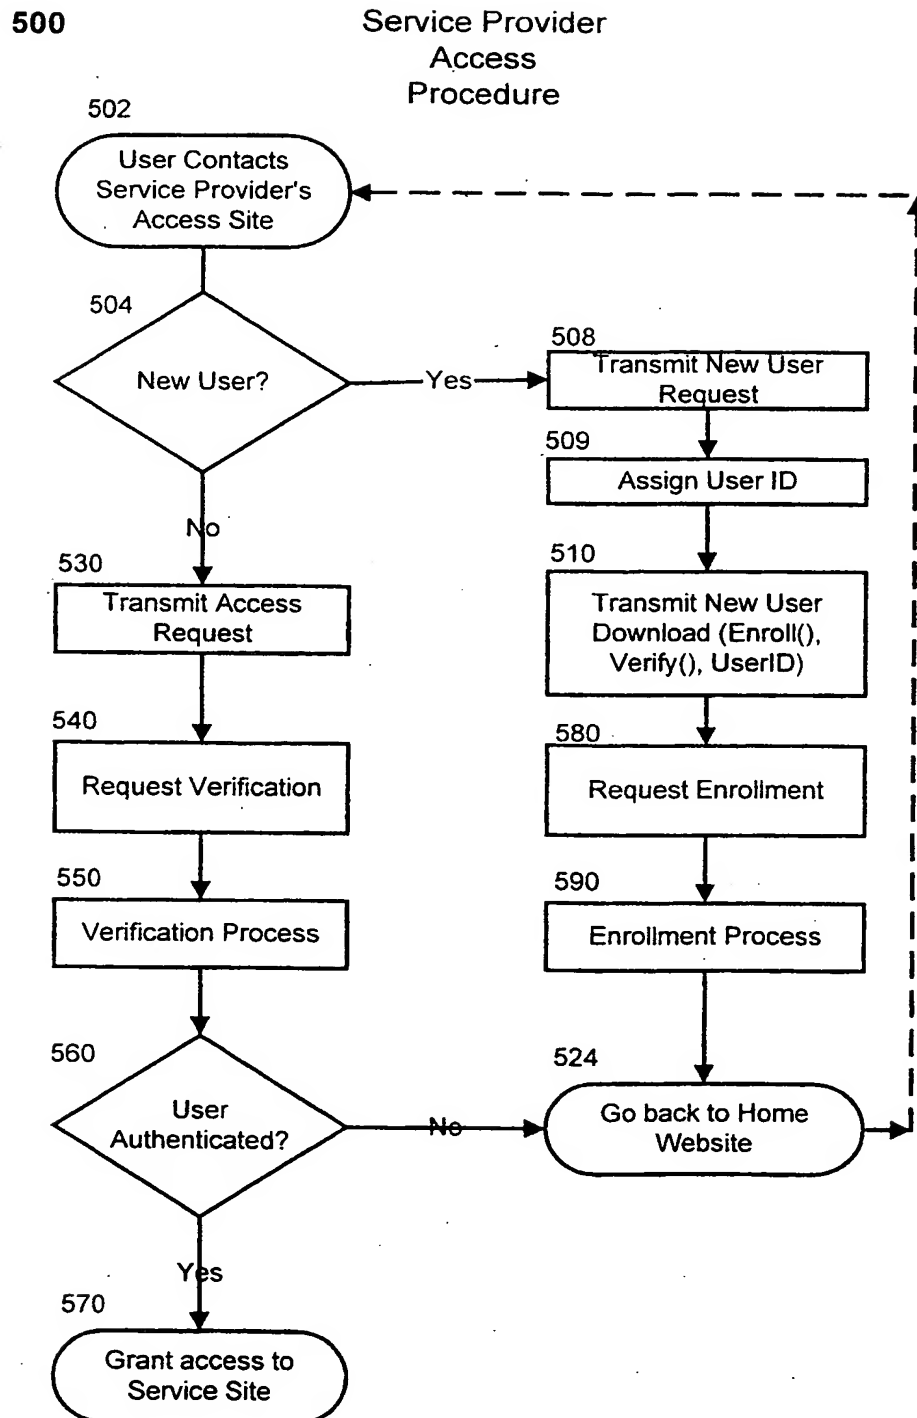 500
Service Provider
Access
Procedure
502
User Contacts
Service Provider's
Access Site
504
New User?
Yes
508
Transmit New User
Request
509
Assign User ID
No
510
Transmit New User
Download (Enroll(),
Verify(), UserID)
530
Transmit Access
Request
540
Request Verification
580
Request Enrollment
550
Verification Process
590
Enrollment Process
560
User
Authenticated?
No
524
Go back to Home
Website
Yes
570
Grant access to
Service Site